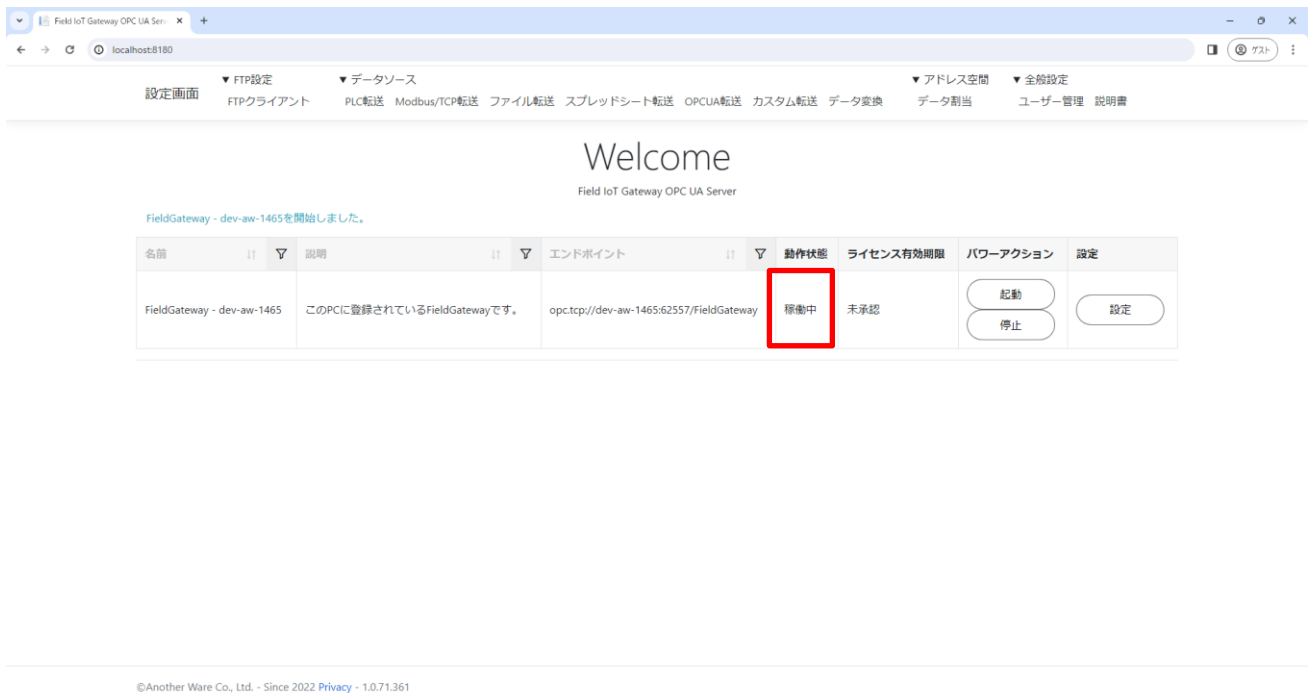 Field IoT Gateway OPC UA Serv
localhost:8180
ゲスト
設定画面
▼ FTP設定
FTPクライアント
▼ データソース
PLC転送 Modbus/TCP転送 ファイル転送 スプレッドシート転送 OPCUA転送 カスタム転送 データ変換
▼ アドレス空間
データ割当
▼ 全般設定
ユーザー管理 説明書
Welcome
Field IoT Gateway OPC UA Server
FieldGateway - dev-aw-1465を開始しました。
名前 説明 エンドポイント 動作状態 ライセンス有効期限 パワーアクション 設定
FieldGateway - dev-aw-1465 このPCに登録されているFieldGatewayです。 opc.tcp://dev-aw-1465:62557/FieldGateway 稼働中 未承認 起動 設定
停止
©Another Ware Co., Ltd. - Since 2022 Privacy - 1.0.71.361